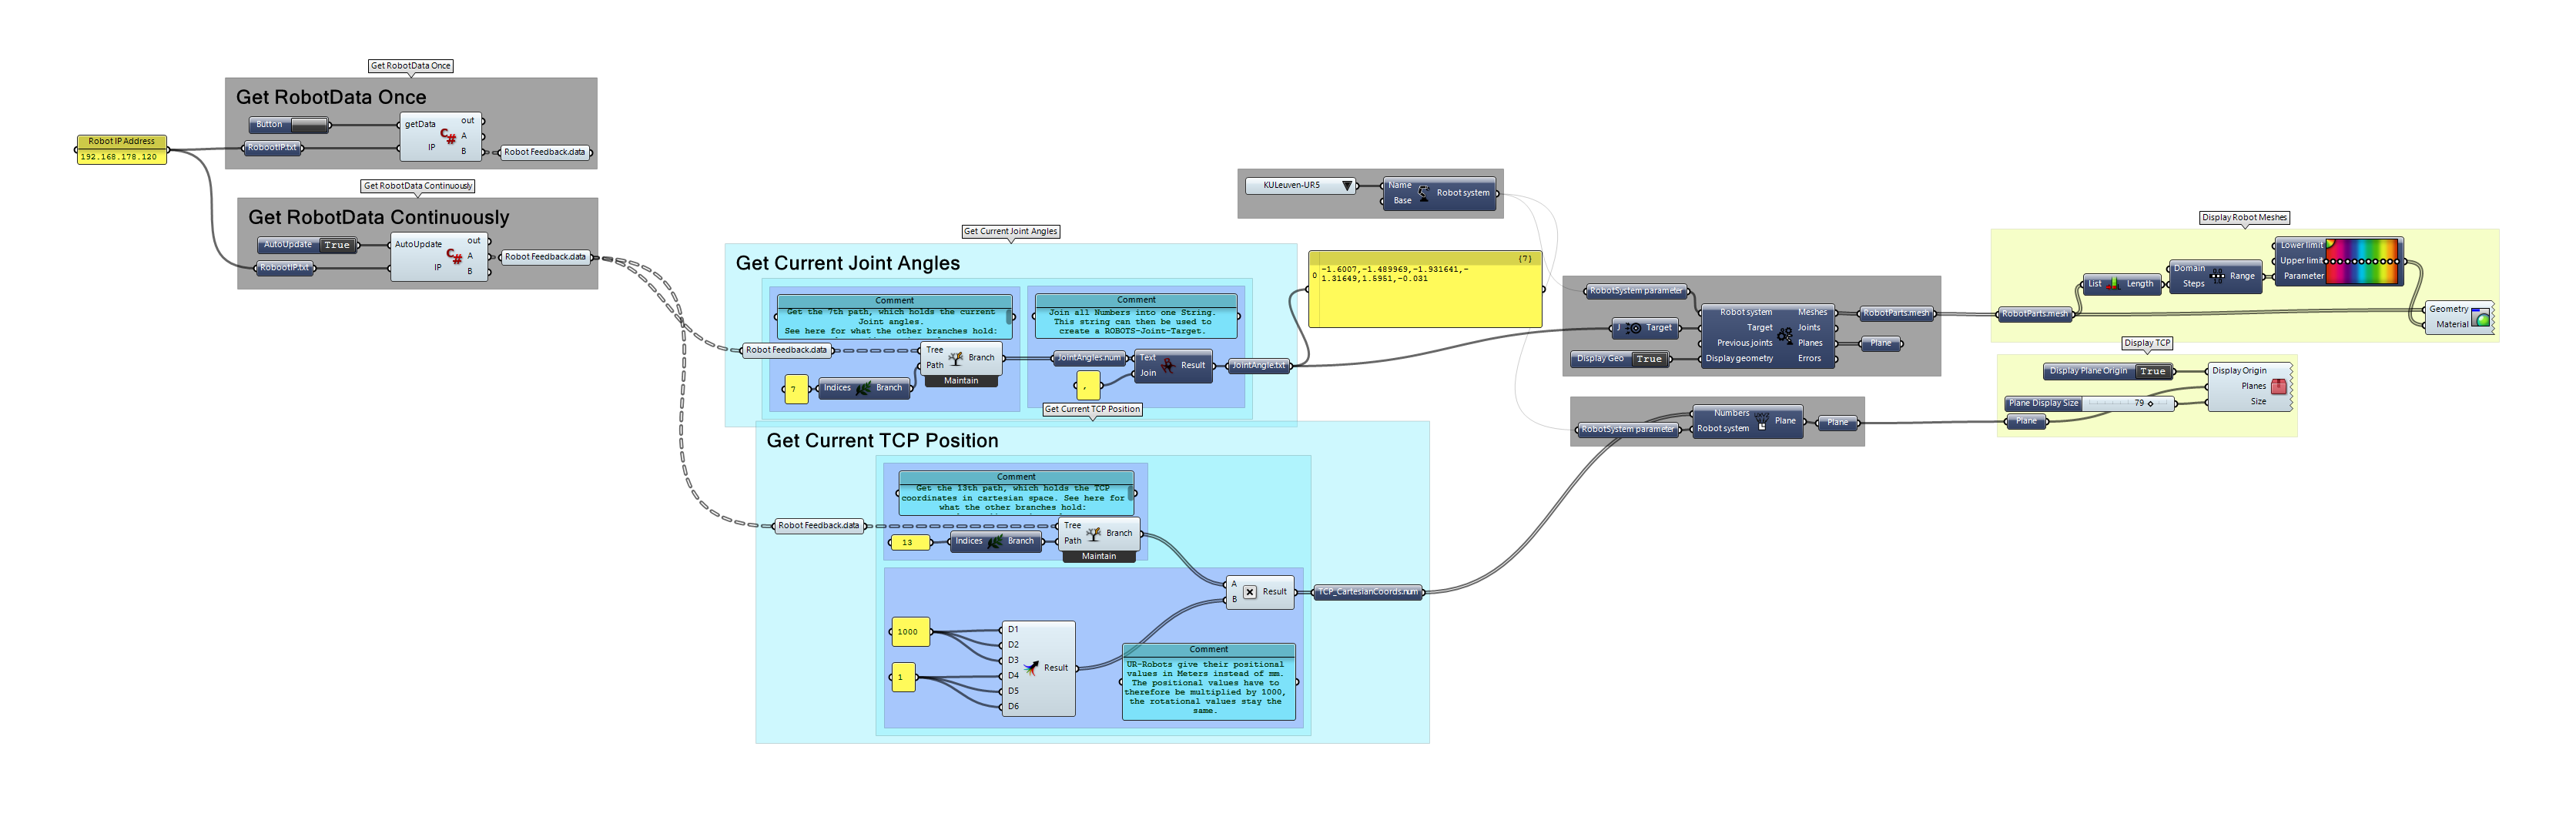 Get RobotData Once
Get RobotData Once
Button
getData
out
A
B
IP
RobootIP.txt
Robot Feedback.data
Robot IP Address
192.168.178.120
Get RobotData Continuously
Get RobotData Continuously
AutoUpdate True
AutoUpdate
out
A
B
IP
RobootIP.txt
Robot Feedback.data
Get Current Joint Angles
Get Current Joint Angles
Comment
Get the 7th path, which holds the current
Joint angles.
See here for what the other branches hold:
Robot Feedback.data
Tree
Path
Branch
Maintain
7
Indices
Branch
Comment
Join all Numbers into one String.
This string can then be used to
create a ROBOTS-Joint-Target.
JointAngles.num
,
Text
Join
Result
JointAngle.txt
{7}
0
-1.6007,-1.489969,-1.931641,-
1.31649,1.5951,-0.031
Get Current TCP Position
Get Current TCP Position
Comment
Get the 13th path, which holds the TCP
coordinates in cartesian space. See here for
what the other branches hold:
Robot Feedback.data
Tree
Path
Branch
Maintain
13
Indices
Branch
A
B
Result
TCP_CartesianCoords.num
1000
1
D1
D2
D3
D4
D5
D6
Result
Comment
UR-Robots give their positional
values in Meters instead of mm.
The positional values have to
therefore be multiplied by 1000,
the rotational values stay the
same.
KULeuven-UR5
Name
Base
Robot system
RobotSystem parameter
J
Target
Display Geo True
Robot system
Target
Previous joints
Display geometry
Meshes
Joints
Planes
Errors
RobotParts.mesh
Plane
RobotSystem parameter
Numbers
Robot system
Plane
Plane
Display Robot Meshes
RobotParts.mesh
List
Length
Domain
Steps
Range
Lower limit
Upper limit
Parameter
Geometry
Material
Display TCP
Display Plane Origin True
Plane Display Size 79
Plane
Display Origin
Planes
Size